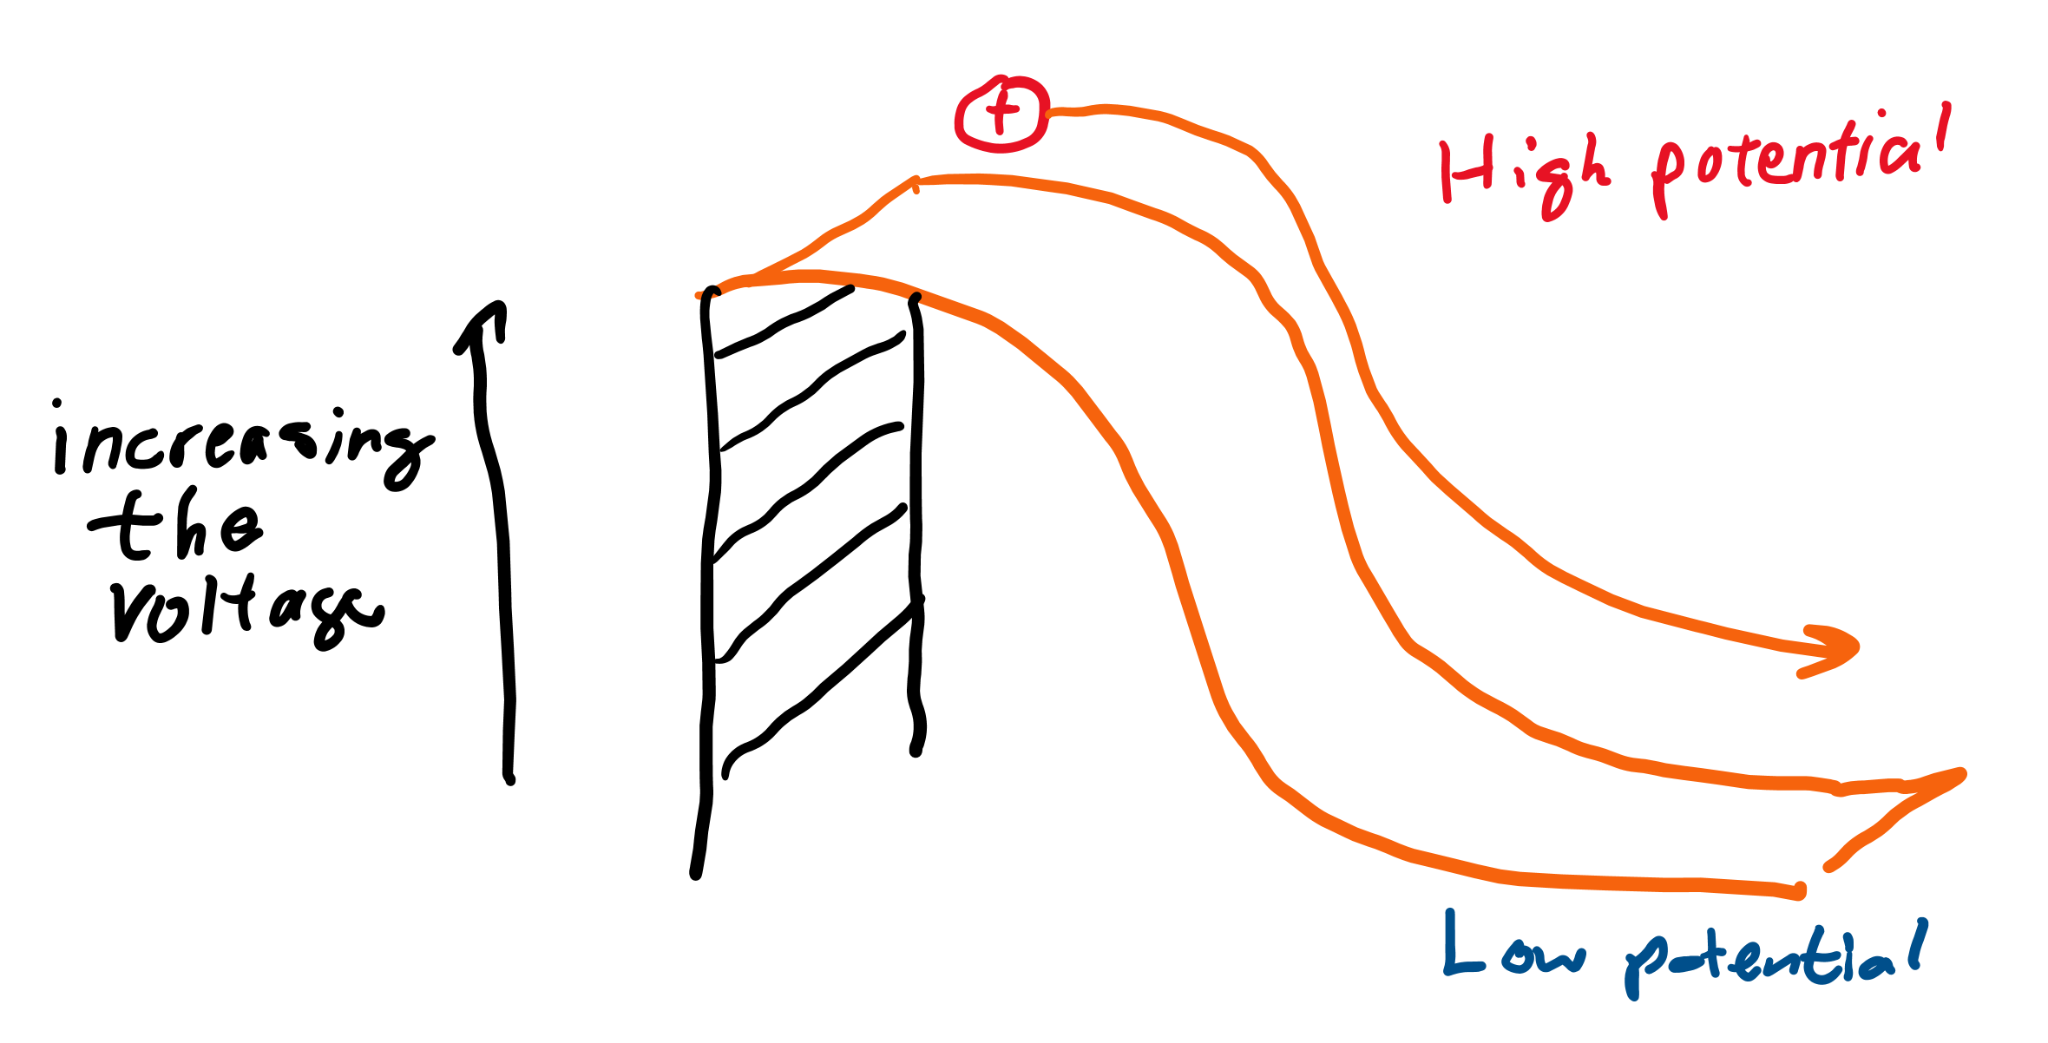 +
High potential
increasing
the
voltage
Low potential